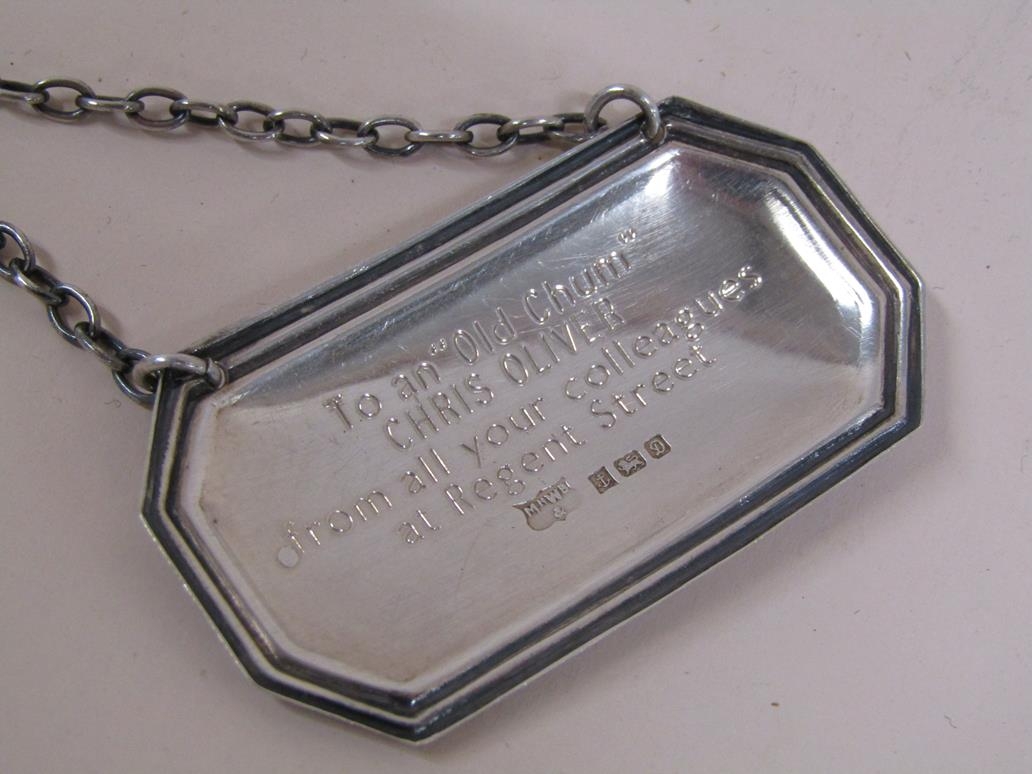 To an "Old Chum"
CHRIS OLIVER
from all your colleagues
at Regent Street
&
D